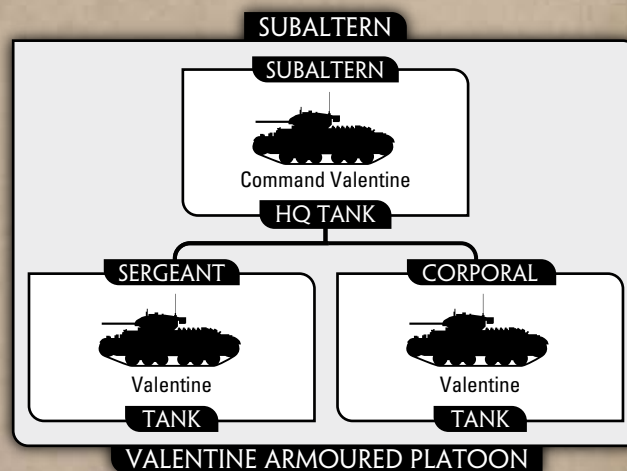 SUBALTERN
SUBALTERN
Command Valentine
HQ TANK
SERGEANT
CORPORAL
Valentine
Valentine
TANK
TANK
VALENTINE ARMOURED PLATOON